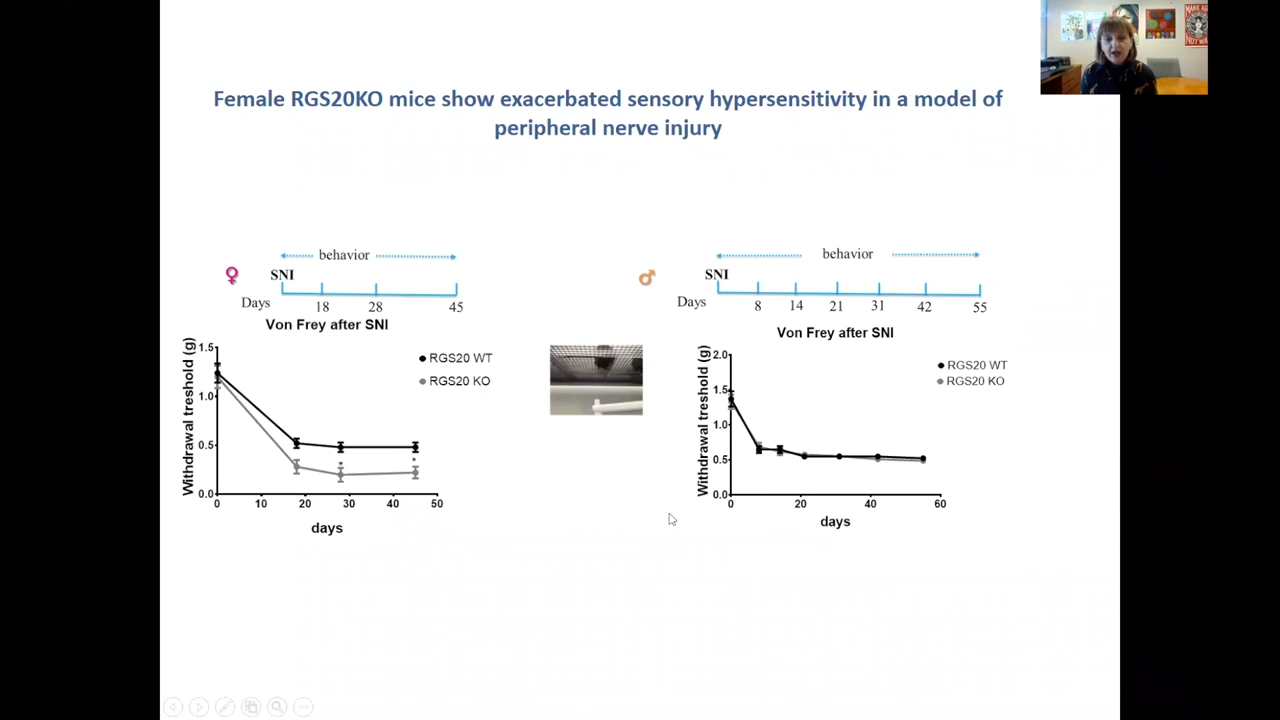 Female RGS20KO mice show exacerbated sensory hypersensitivity in a model of
peripheral nerve injury
♀
behavior
SNI
Days
18
28
45
Von Frey after SNI
Withdrawal treshold (g)
1.5
1.0
0.5
0.0
RGS20 WT
RGS20 KO
*
*
0
10
20
30
40
50
days
♂
behavior
SNI
Days
8
14
21
31
42
55
Von Frey after SNI
Withdrawal treshold (g)
2.0
1.5
1.0
0.5
0.0
RGS20 WT
RGS20 KO
0
20
40
60
days